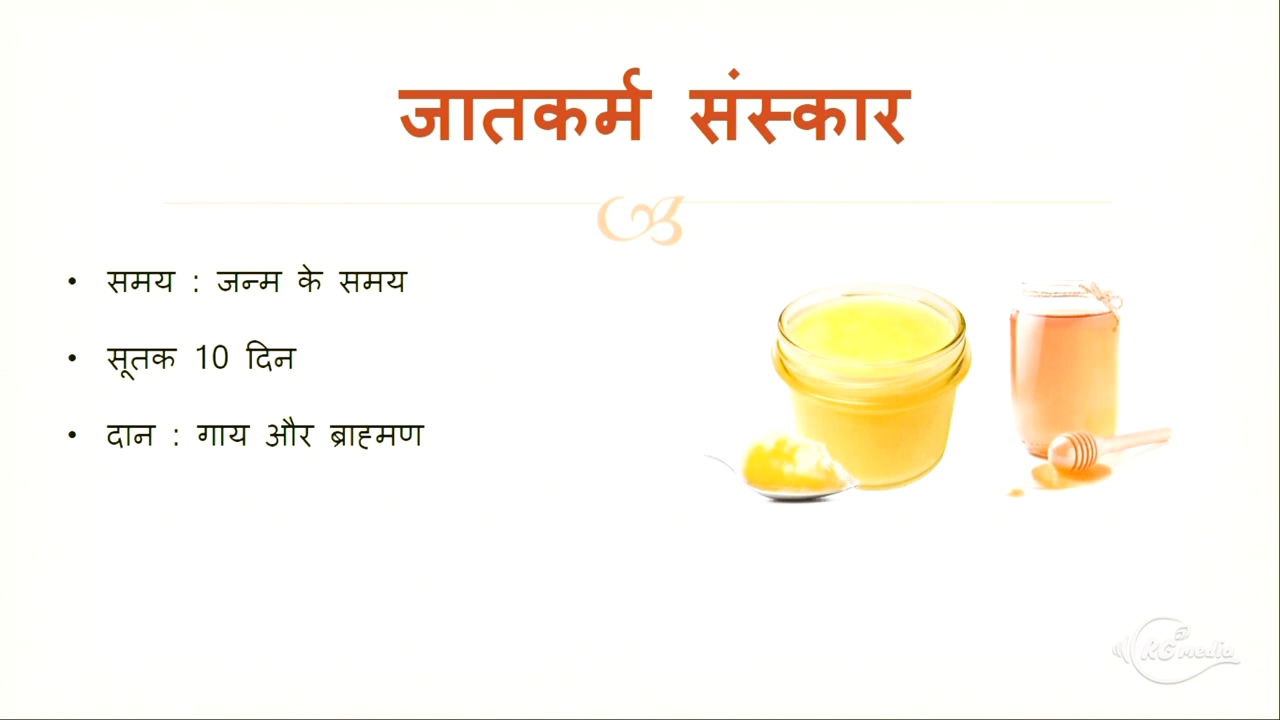 जातकर्म संस्कार
• समय : जन्म के समय
• सूतक 10 दिन
• दान : गाय और ब्राह्मण
RG media